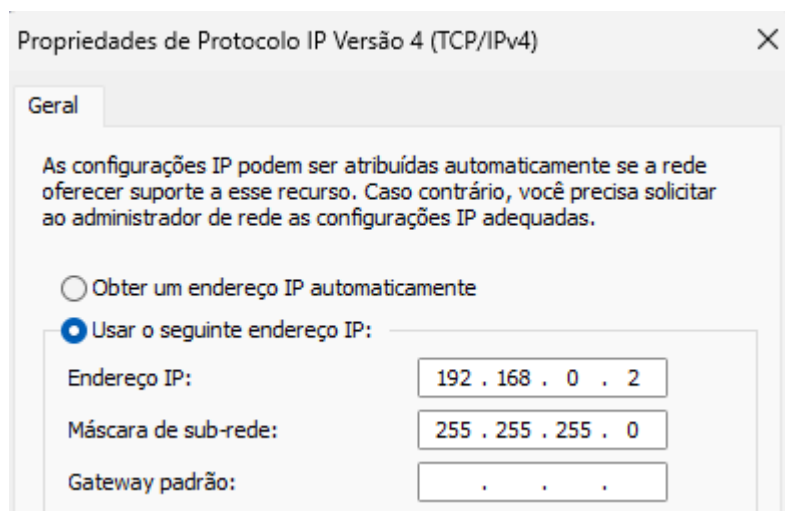 Propriedades de Protocolo IP Versão 4 (TCP/IPv4)
Geral
As configurações IP podem ser atribuídas automaticamente se a rede
oferecer suporte a esse recurso. Caso contrário, você precisa solicitar
ao administrador de rede as configurações IP adequadas.
Obter um endereço IP automaticamente
Usar o seguinte endereço IP:
Endereço IP: 192 . 168 . 0 . 2
Máscara de sub-rede: 255 . 255 . 255 . 0
Gateway padrão: . . .